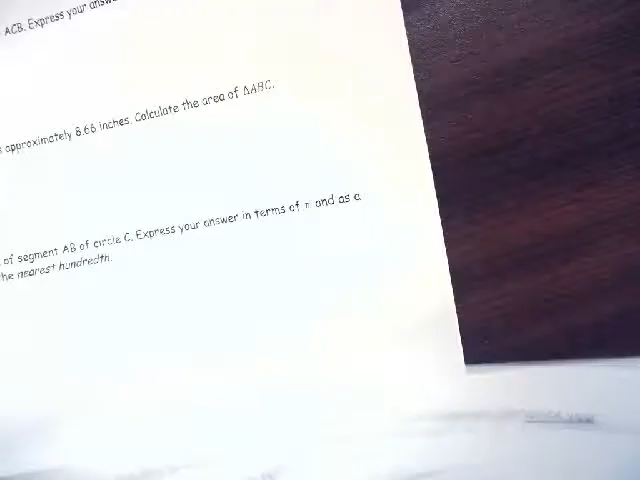 ACB. Express your answ
approximately 8.66 inches. Calculate the area of ΔABC.
of segment AB of circle C. Express your answer in terms of π and as a
the nearest hundredth.